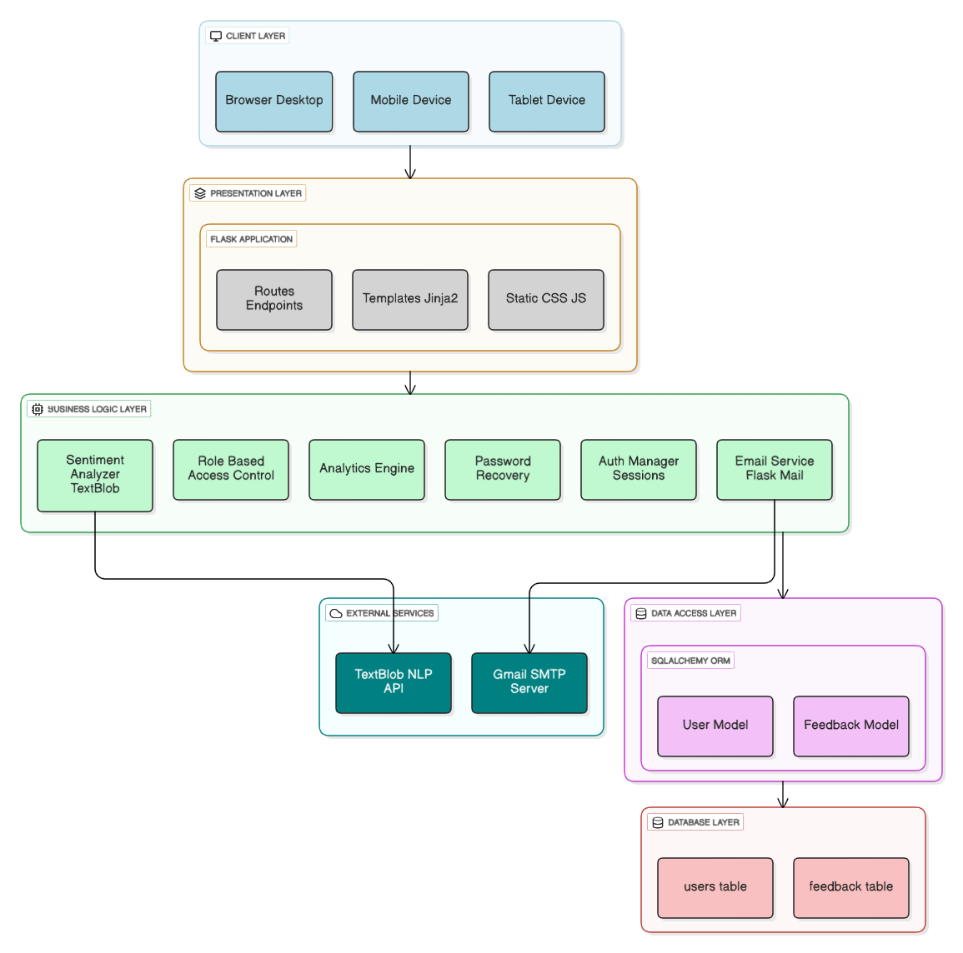 CLIENT LAYER
Browser Desktop
Mobile Device
Tablet Device
PRESENTATION LAYER
FLASK APPLICATION
Routes
Endpoints
Templates Jinja2
Static CSS JS
BUSINESS LOGIC LAYER
Sentiment
Analyzer
TextBlob
Role Based
Access Control
Analytics Engine
Password
Recovery
Auth Manager
Sessions
Email Service
Flask Mail
EXTERNAL SERVICES
TextBlob NLP
API
Gmail SMTP
Server
DATA ACCESS LAYER
SQLALCHEMY ORM
User Model
Feedback Model
DATABASE LAYER
users table
feedback table